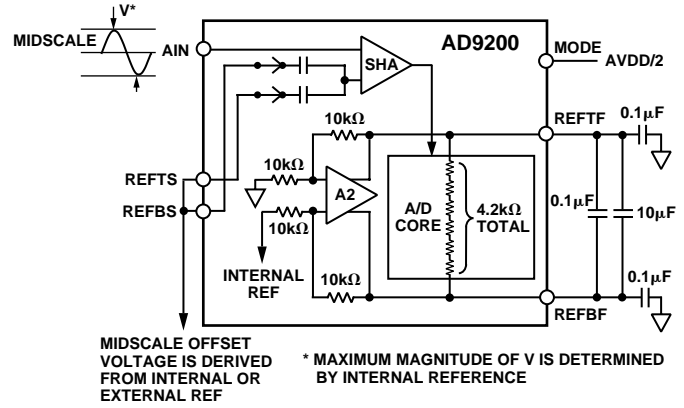 V*
MIDSCALE
AIN
AD9200
SHA
MODE
AVDD/2
REFTF
0.1µF
10kΩ
10kΩ
REFTS
REFBS
A2
A/D
CORE
4.2kΩ
TOTAL
0.1µF
10µF
10kΩ
INTERNAL
REF
10kΩ
0.1µF
REFBF
MIDSCALE OFFSET
VOLTAGE IS DERIVED
FROM INTERNAL OR
EXTERNAL REF
* MAXIMUM MAGNITUDE OF V IS DETERMINED
BY INTERNAL REFERENCE